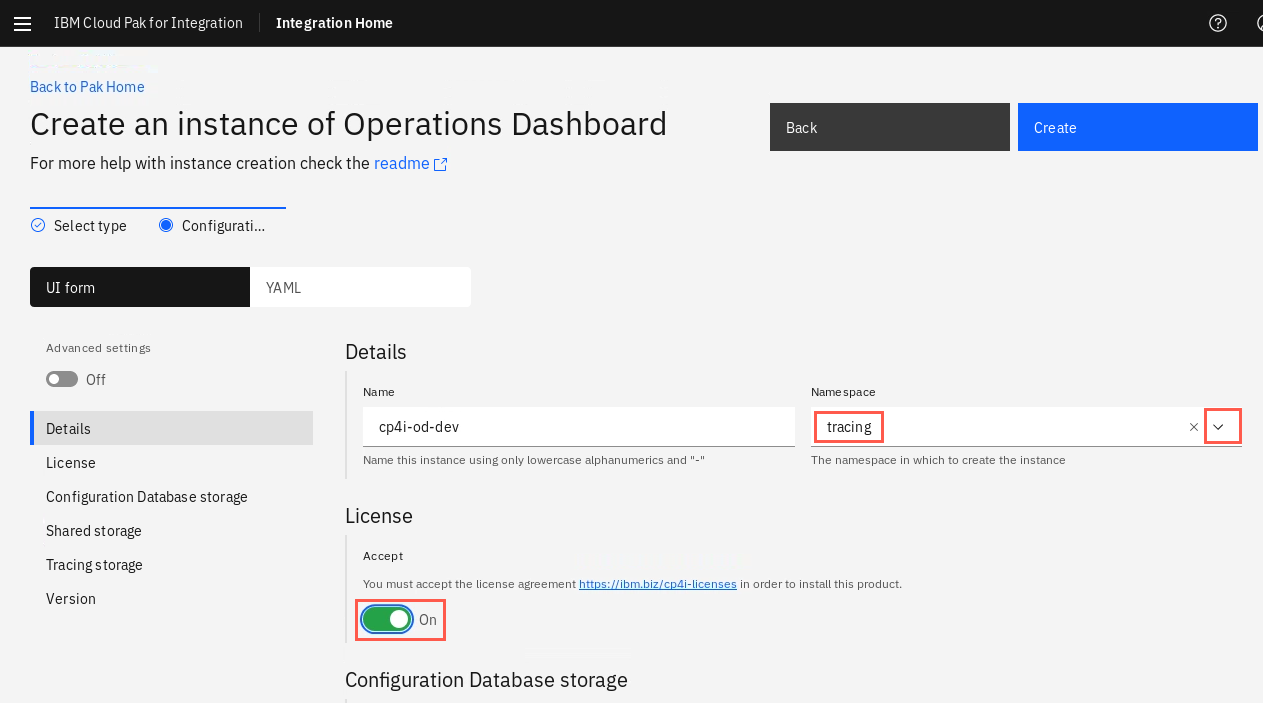 IBM Cloud Pak for Integration Integration Home
Back to Pak Home
Create an instance of Operations Dashboard
Back
Create
For more help with instance creation check the readme
Select type
Configurati...
UI form
YAML
Advanced settings
Off
Details
License
Configuration Database storage
Shared storage
Tracing storage
Version
Details
Name
cp4i-od-dev
Name this instance using only lowercase alphanumerics and "-"
Namespace
tracing
The namespace in which to create the instance
License
Accept
You must accept the license agreement https://ibm.biz/cp4i-licenses in order to install this product.
On
Configuration Database storage